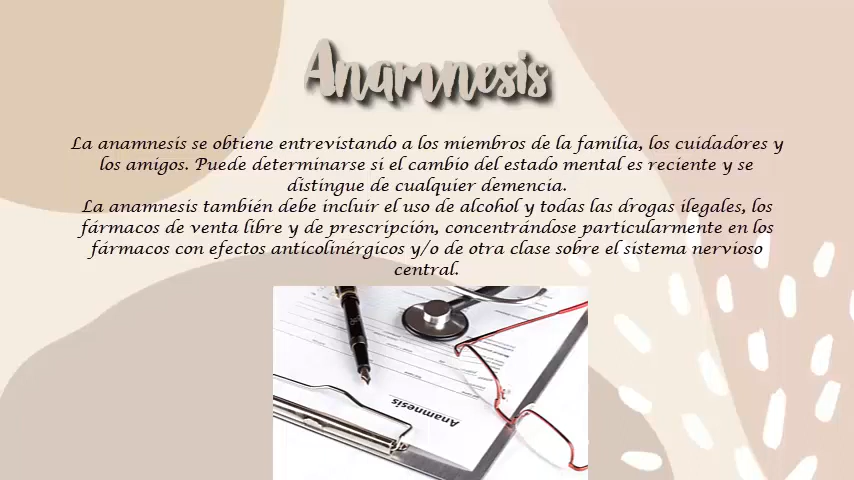 Anamnesis
La anamnesis se obtiene entrevistando a los miembros de la familia, los cuidadores y
los amigos. Puede determinarse si el cambio del estado mental es reciente y se
distingue de cualquier demencia.
La anamnesis también debe incluir el uso de alcohol y todas las drogas ilegales, los
fármacos de venta libre y de prescripción, concentrándose particularmente en los
fármacos con efectos anticolinérgicos y/o de otra clase sobre el sistema nervioso
central.
Anamnesis